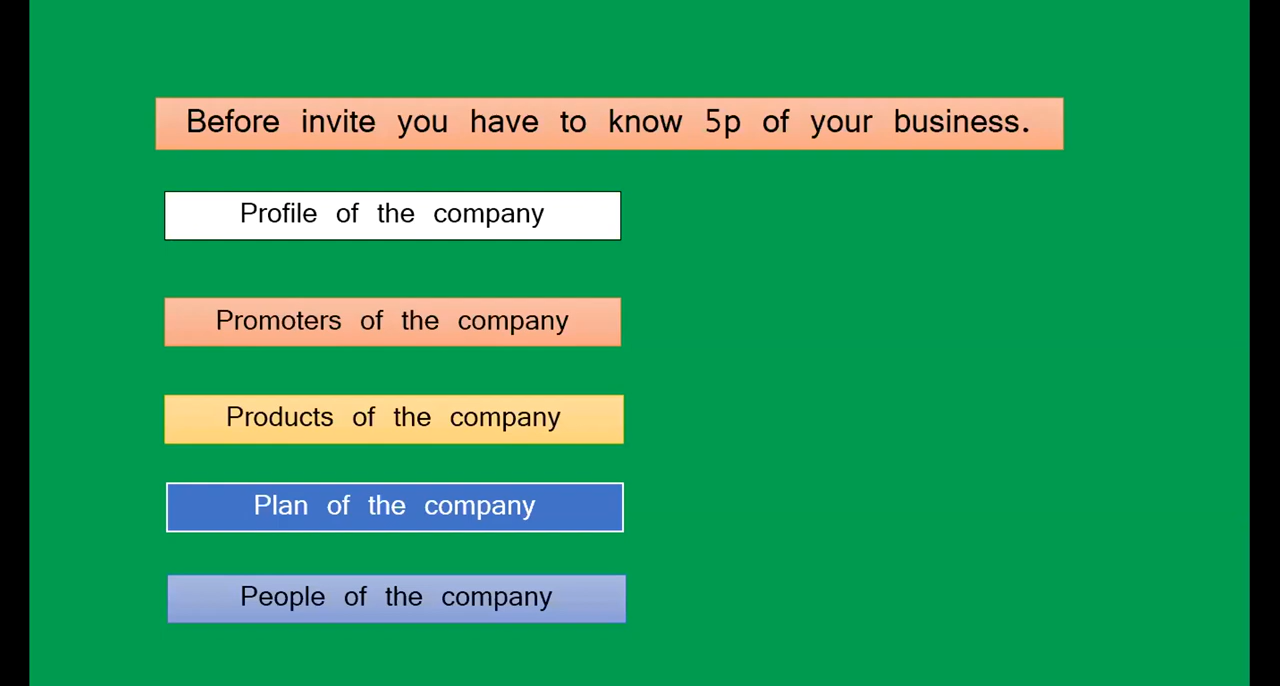 Before invite you have to know 5p of your business.
Profile of the company
Promoters of the company
Products of the company
Plan of the company
People of the company